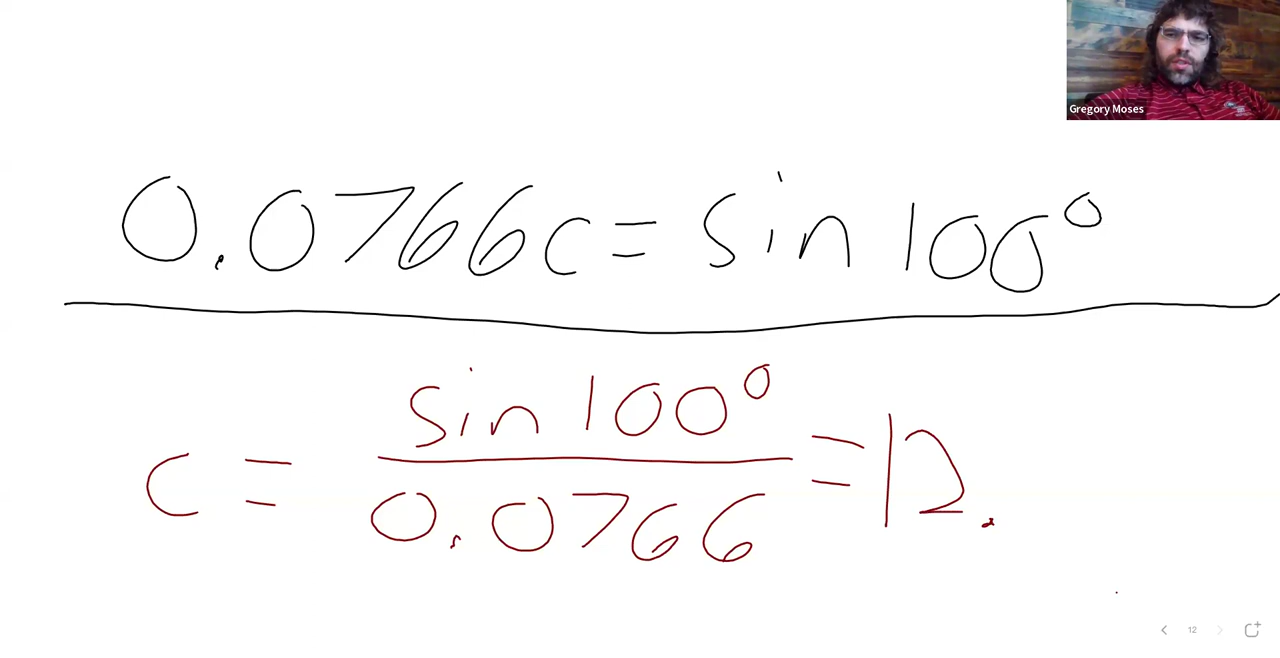 Gregory Moses
0.0766c = sin 100°
c = sin 100° / 0.0766 = 12.
12